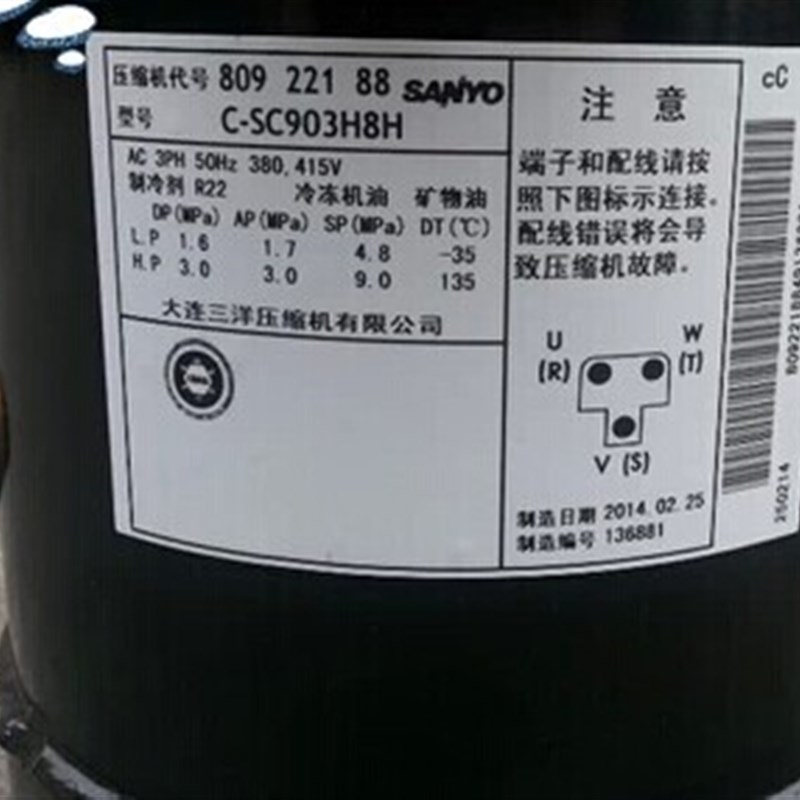 压缩机代号 809 221 88 SANYO
型号 C-SC903H8H
AC 3PH 50Hz 380,415V
制冷剂 R22 冷冻机油 矿物油
DP(MPa) AP(MPa) SP(MPa) DT(℃)
L.P 1.6 1.7 4.8 -35
H.P 3.0 3.0 9.0 135
大连三洋压缩机有限公司
注 意
端子和配线请按
照下图标示连接。
配线错误将会导
致压缩机故障。
U W
(R) (T)
V (S)
制造日期 2014.02.25
制造编号 136881
cC
250214